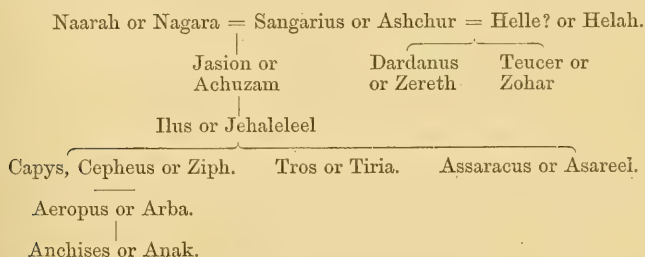 Naarah or Nagara = Sangarius or Ashchur = Helle? or Helah.
Jasion or Dardanus Teucer or
Achuzam or Zereth Zohar
Ilus or Jehaleleel
Capys, Cepheus or Ziph. Tros or Tiria. Assaracus or Asareel.
Aeropus or Arba.
Anchises or Anak.